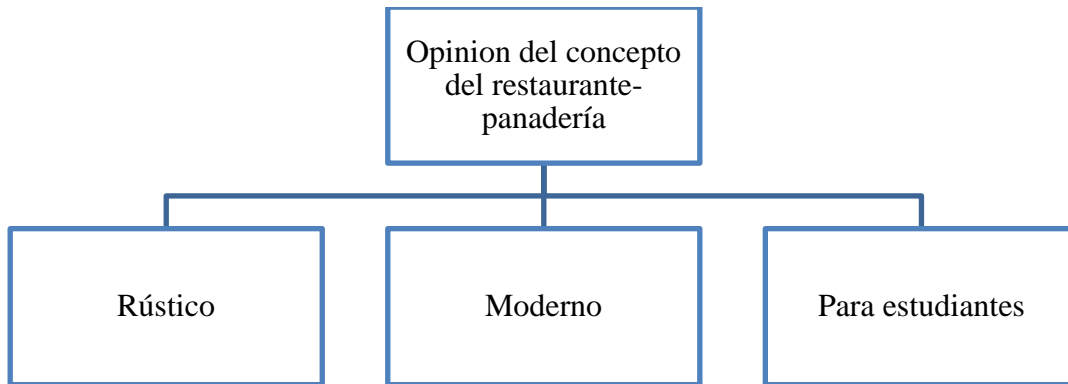 Opinion del concepto
del restaurante-
panadería
Rústico
Moderno
Para estudiantes